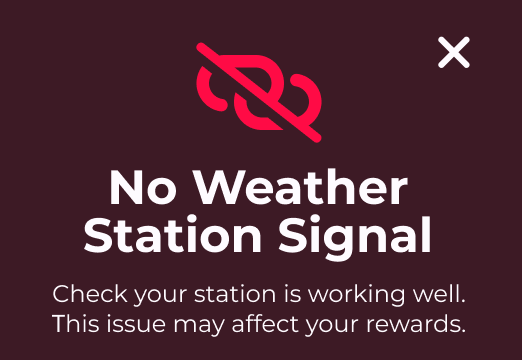 No Weather
Station Signal
Check your station is working well.
This issue may affect your rewards.